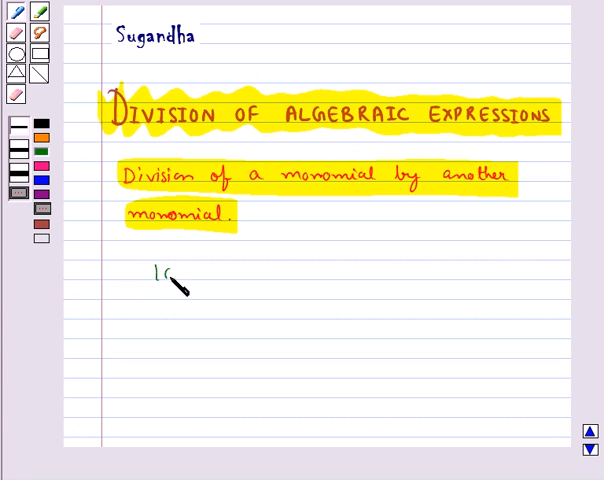 Sugandha
DIVISION OF ALGEBRAIC EXPRESSIONS
Division of a monomial by another
monomial.